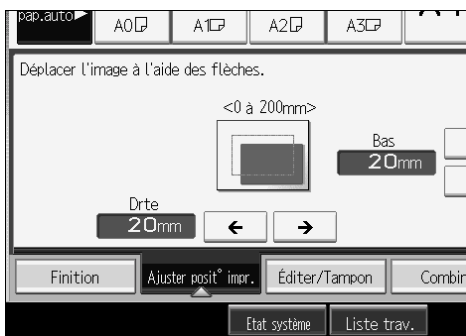 pap.auto►
A0 A1 A2 A3
Déplacer l'image à l'aide des flèches.
<0 à 200mm>
Bas
20mm
Drte
20mm ← →
Finition Ajuster posit° impr. Éditer/Tampon Combin
Etat système Liste trav.